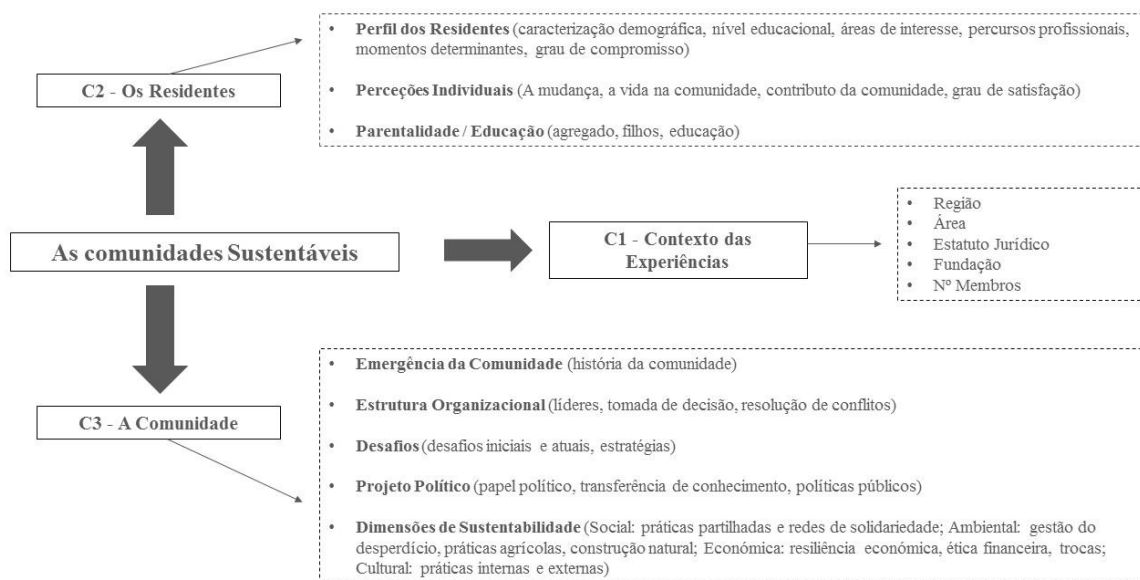 • Perfil dos Residentes (caracterização demográfica, nível educacional, áreas de interesse, percursos profissionais,
momentos determinantes, grau de compromisso)
• Perceções Individuais (A mudança, a vida na comunidade, contributo da comunidade, grau de satisfação)
• Parentalidade / Educação (agregado, filhos, educação)
C2 - Os Residentes
As comunidades Sustentáveis
C1 - Contexto das
Experiências
• Região
• Área
• Estatuto Jurídico
• Fundação
• Nº Membros
C3 - A Comunidade
• Emergência da Comunidade (história da comunidade)
• Estrutura Organizacional (líderes, tomada de decisão, resolução de conflitos)
• Desafios (desafios iniciais e atuais, estratégias)
• Projeto Político (papel político, transferência de conhecimento, políticas públicos)
• Dimensões de Sustentabilidade (Social: práticas partilhadas e redes de solidariedade; Ambiental: gestão do
desperdício, práticas agrícolas, construção natural; Económica: resiliência económica, ética financeira, trocas;
Cultural: práticas internas e externas)